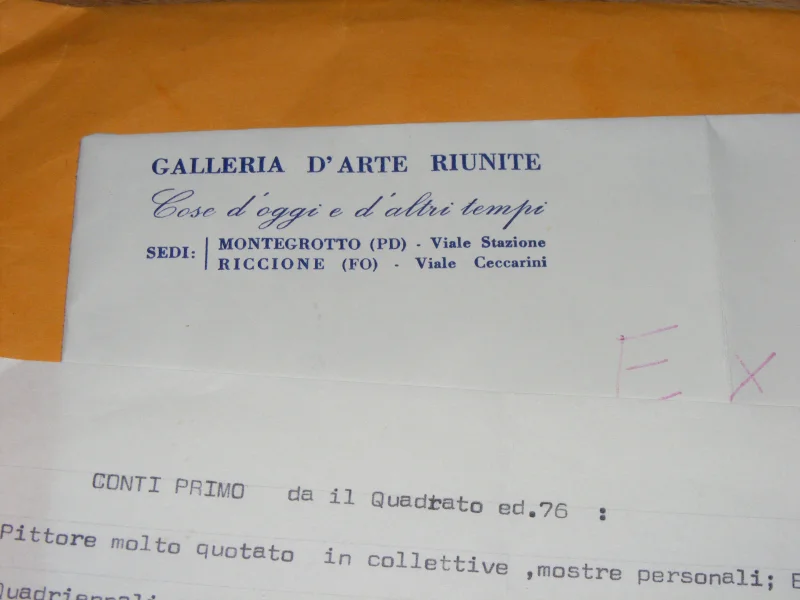 GALLERIA D'ARTE RIUNITE
Cose d'oggi e d'altri tempi
SEDI: MONTEGROTTO (PD) - Viale Stazione
RICCIONE (FO) - Viale Ceccarini
Ex
CONTI PRIMO da il Quadrato ed.76 :
Pittore molto quotato in collettive ,mostre personali; E